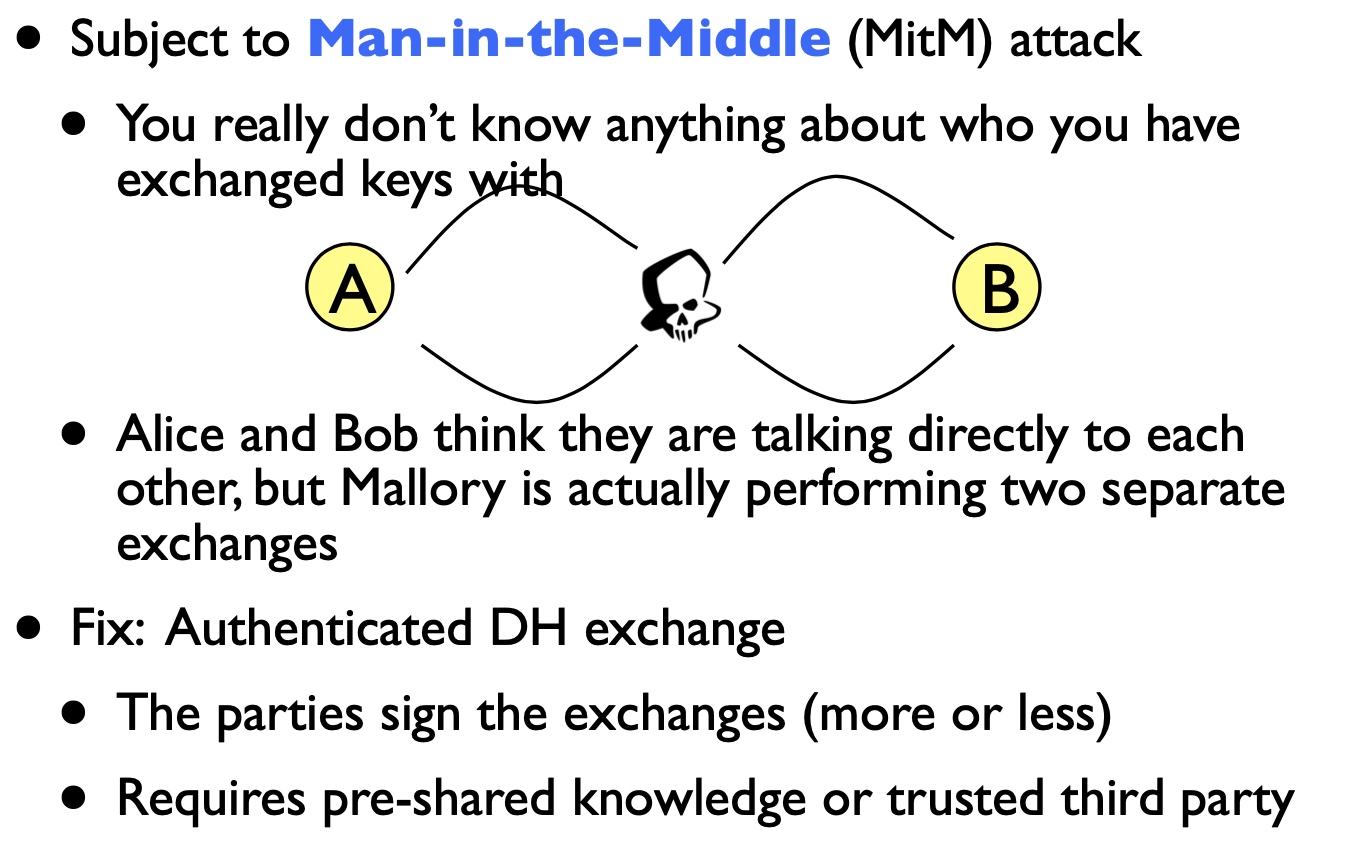 • Subject to Man-in-the-Middle (MitM) attack
• You really don't know anything about who you have
exchanged keys with
A
B
• Alice and Bob think they are talking directly to each
other, but Mallory is actually performing two separate
exchanges
• Fix: Authenticated DH exchange
• The parties sign the exchanges (more or less)
• Requires pre-shared knowledge or trusted third party